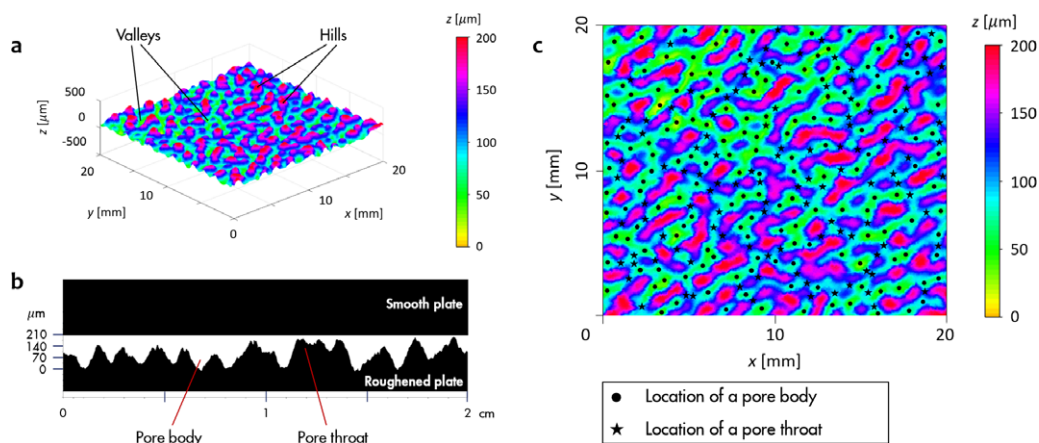 a
Valleys
Hills
z [μm]
200
150
100
50
0
500
0
-500
z [μm]
20
10
y [mm]
0
10
20
x [mm]
b
μm
210
140
70
0
Smooth plate
Roughened plate
0
1
2
cm
Pore body
Pore throat
c
20
10
0
y [mm]
0
10
20
x [mm]
z [μm]
200
150
100
50
0
Location of a pore body
Location of a pore throat